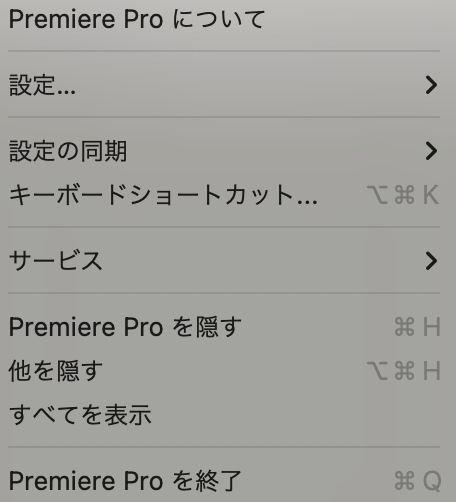 Premiere Pro について
設定...
設定の同期
キーボードショートカット... ⌥⌘K
サービス
Premiere Pro を隠す ⌘H
他を隠す ⌥⌘H
すべてを表示
Premiere Pro を終了 ⌘Q